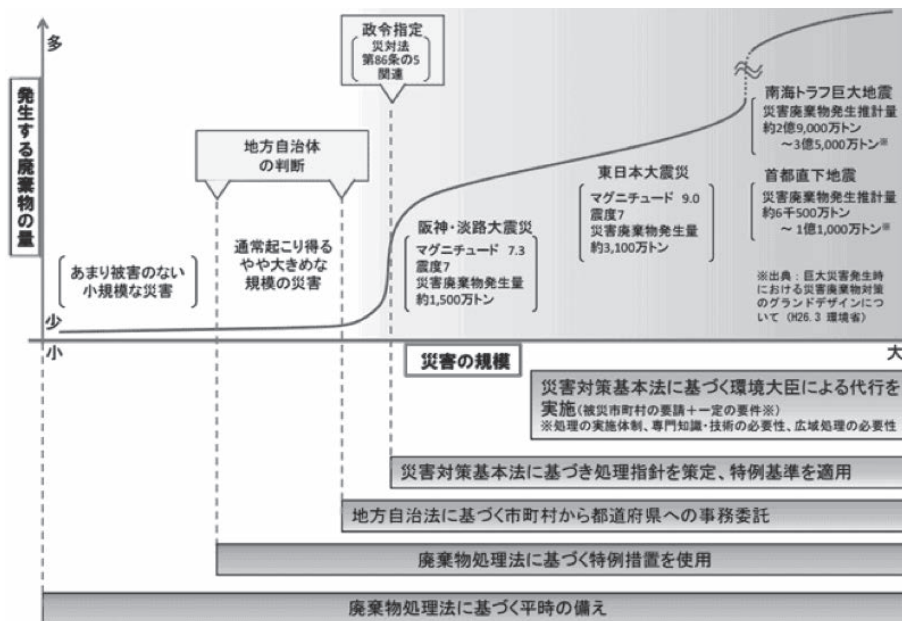 多
発生する廃棄物の量
少
小
災害の規模
大
政令指定
災対法
第86条の5
関連
地方自治体
の判断
あまり被害のない
小規模な災害
通常起こり得る
やや大きめな
規模の災害
阪神・淡路大震災
マグニチュード 7.3
震度7
災害廃棄物発生量
約1,500万トン
東日本大震災
マグニチュード 9.0
震度7
災害廃棄物発生量
約3,100万トン
南海トラフ巨大地震
災害廃棄物発生推計量
約2億9,000万トン
～3億5,000万トン※
首都直下地震
災害廃棄物発生推計量
約6千500万トン
～1億1,000万トン※
※出典：巨大災害発生時
における災害廃棄物対策
のグランドデザインにつ
いて（H26.3 環境省）
災害対策基本法に基づく環境大臣による代行を
実施(被災市町村の要請＋一定の要件※)
※処理の実施体制、専門知識・技術の必要性、広域処理の必要性
災害対策基本法に基づき処理指針を策定、特例基準を適用
地方自治法に基づく市町村から都道府県への事務委託
廃棄物処理法に基づく特例措置を使用
廃棄物処理法に基づく平時の備え